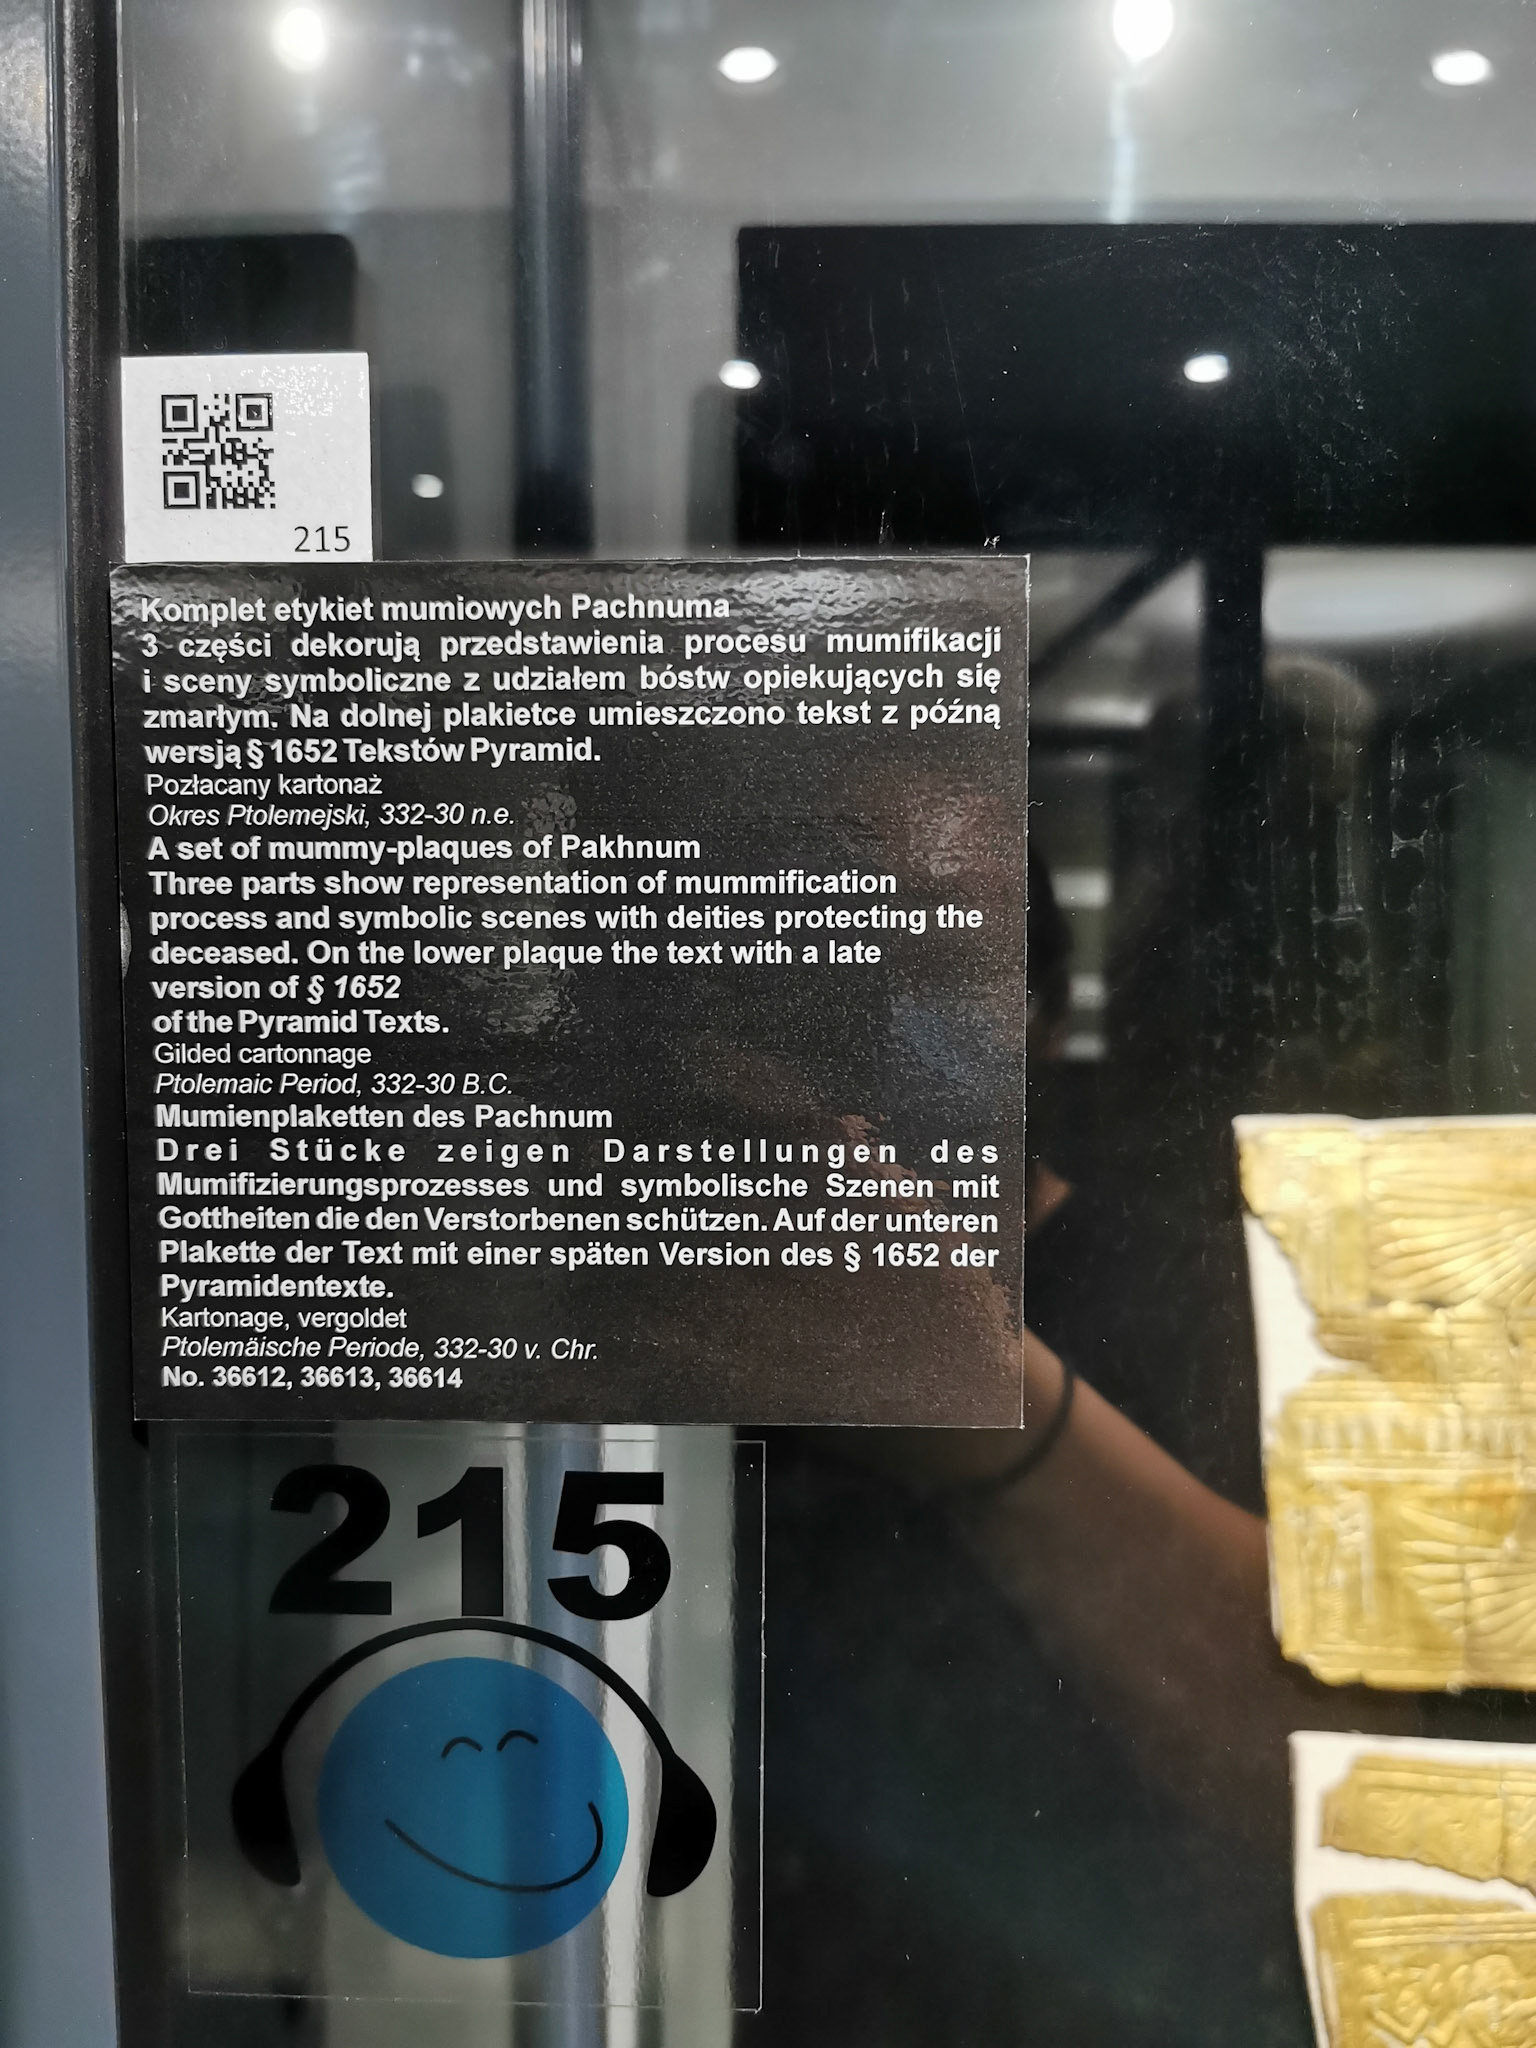 215
Komplet etykiet mumiowych Pachnuma
3 części dekorują przedstawienia procesu mumifikacji
i sceny symboliczne z udziałem bóstw opiekujących się
zmarłym. Na dolnej plakietce umieszczono tekst z późną
wersją § 1652 Tekstów Pyramid.
Pozłacany kartonaż
Okres Ptolemejski, 332-30 n.e.
A set of mummy-plaques of Pakhnum
Three parts show representation of mummification
process and symbolic scenes with deities protecting the
deceased. On the lower plaque the text with a late
version of § 1652
of the Pyramid Texts.
Gilded cartonnage
Ptolemaic Period, 332-30 B.C.
Mumienplaketten des Pachnum
Drei Stücke zeigen Darstellungen des
Mumifizierungsprozesses und symbolische Szenen mit
Gottheiten die den Verstorbenen schützen. Auf der unteren
Plakette der Text mit einer späten Version des § 1652 der
Pyramidentexte.
Kartonage, vergoldet
Ptolemäische Periode, 332-30 v. Chr.
No. 36612, 36613, 36614
215